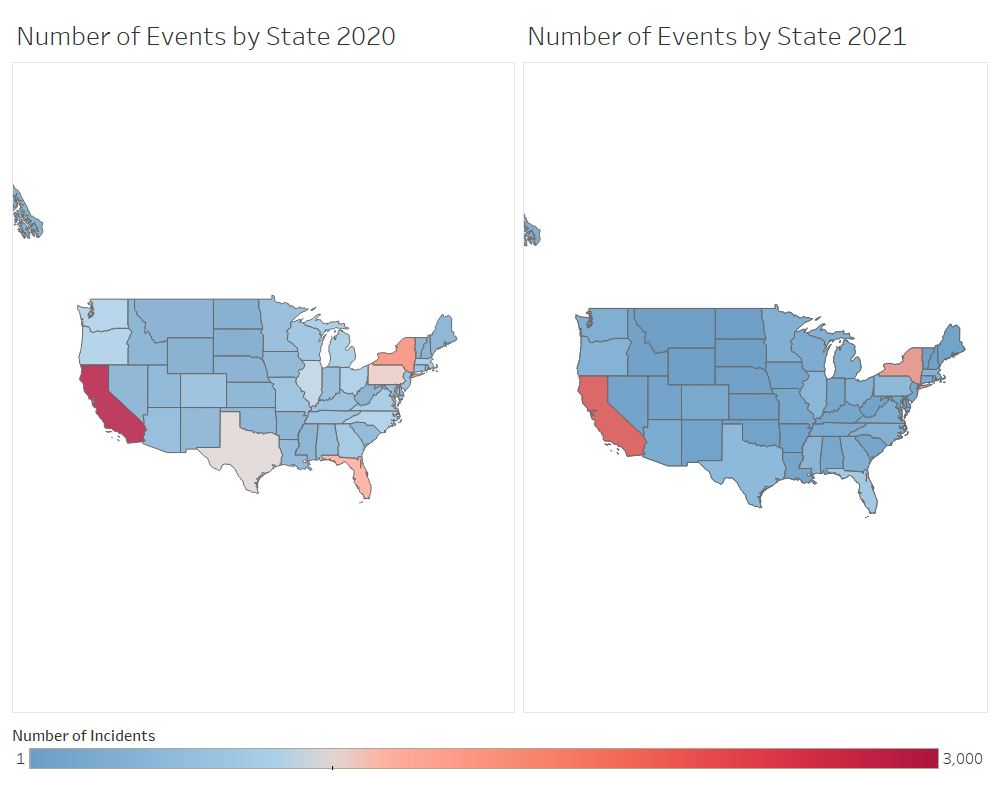 Number of Events by State 2020
Number of Events by State 2021
Number of Incidents
1
3,000